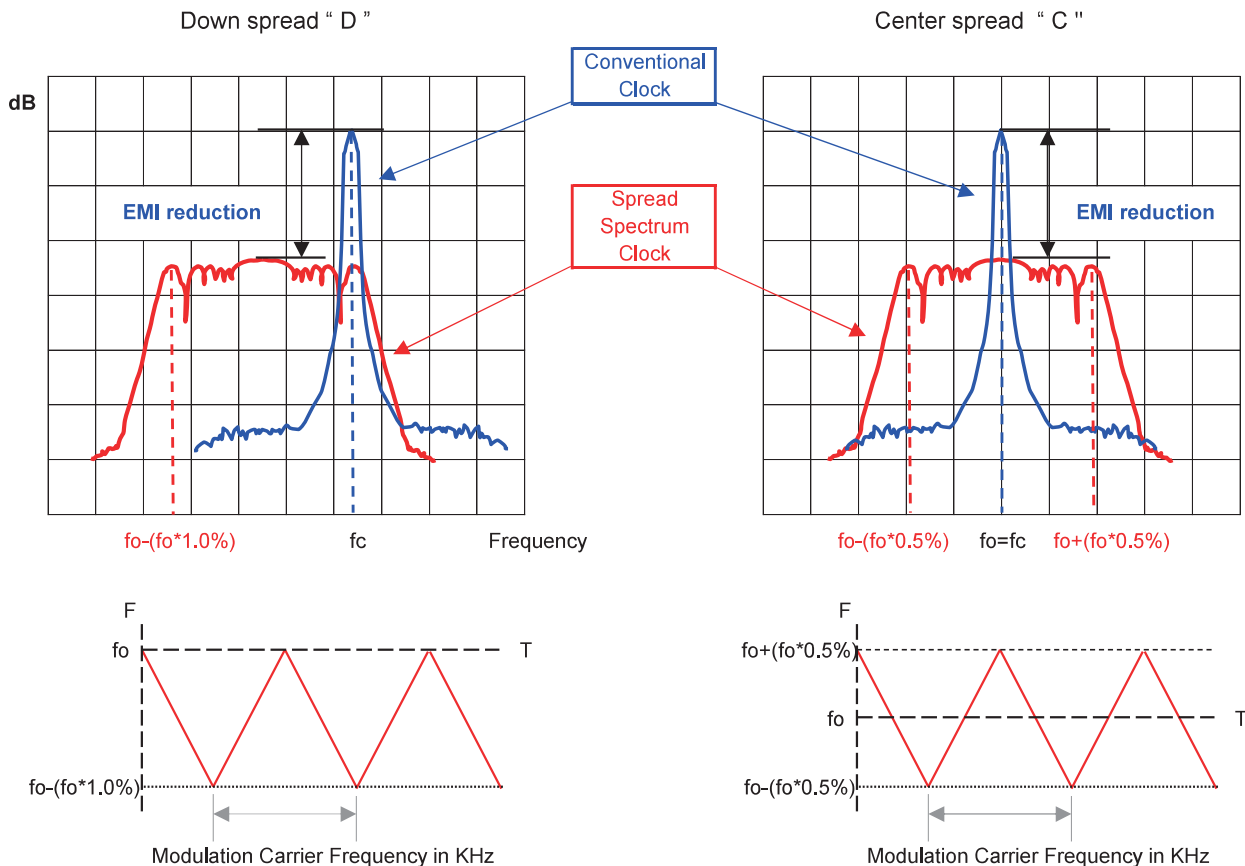 Down spread “ D ”
Center spread “ C "
dB
Conventional
Clock
EMI reduction
Spread
Spectrum
Clock
EMI reduction
fo-(fo*1.0%)
fc
Frequency
fo-(fo*0.5%)
fo=fc
fo+(fo*0.5%)
F
fo
T
fo-(fo*1.0%)
Modulation Carrier Frequency in KHz
F
fo+(fo*0.5%)
fo
T
fo-(fo*0.5%)
Modulation Carrier Frequency in KHz